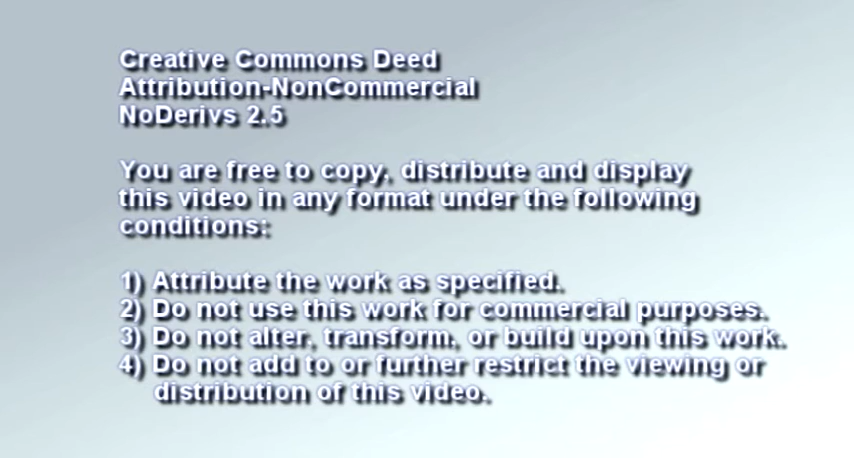 Creative Commons Deed
Attribution-NonCommercial
NoDerivs 2.5
You are free to copy, distribute and display
this video in any format under the following
conditions:
1) Attribute the work as specified.
2) Do not use this work for commercial purposes.
3) Do not alter, transform, or build upon this work.
4) Do not add to or further restrict the viewing or
distribution of this video.